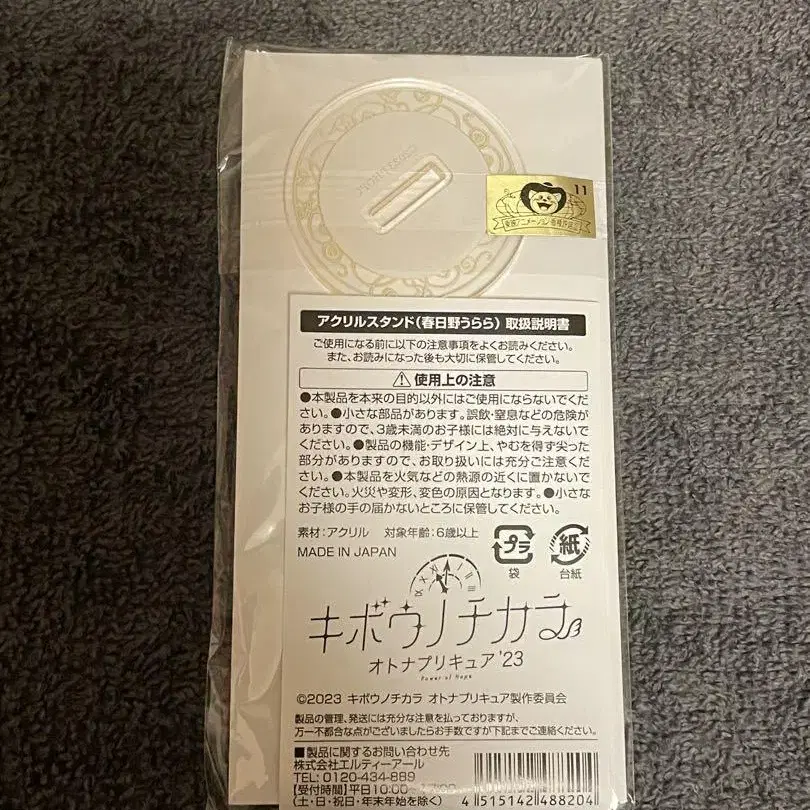 11
東映アニメーション
アクリルスタンド(春日野うらら)取扱説明書
ご使用になる前に以下の注意事項をよくお読みください。
また、お読みになった後も大切に保管してください。
使用上の注意
●本製品を本来の目的以外にはご使用にならないでくだ
さい。●小さな部品があります。誤飲・窒息などの危険が
ありますので、3歳未満のお子様には絶対に与えないで
ください。●製品の機能・デザイン上、やむを得ず尖った
部分がありますので、お取り扱いには充分ご注意くださ
い。●本製品を火気などの熱源の近くに置かないでくだ
さい。火災や変形、変色の原因となります。●小さな
お子様の手の届かないところに保管してください。
素材:アクリル 対象年齢:6歳以上
MADE IN JAPAN
プラ
袋
紙
台紙
キボウノチカラ
オトナプリキュア'23
Power of Hope
©2023 キボウノチカラ オトナプリキュア製作委員会
製品の管理、発送には充分な注意を払っておりますが、
万一不都合な点がございましたらお手数ですが下記までご連絡ください。
■製品に関するお問い合わせ先
株式会社エルティーアール
TEL: 0120-434-889
【受付時間】平日10:00
(土・日・祝日・年末年始を除く)
4 515142 488204